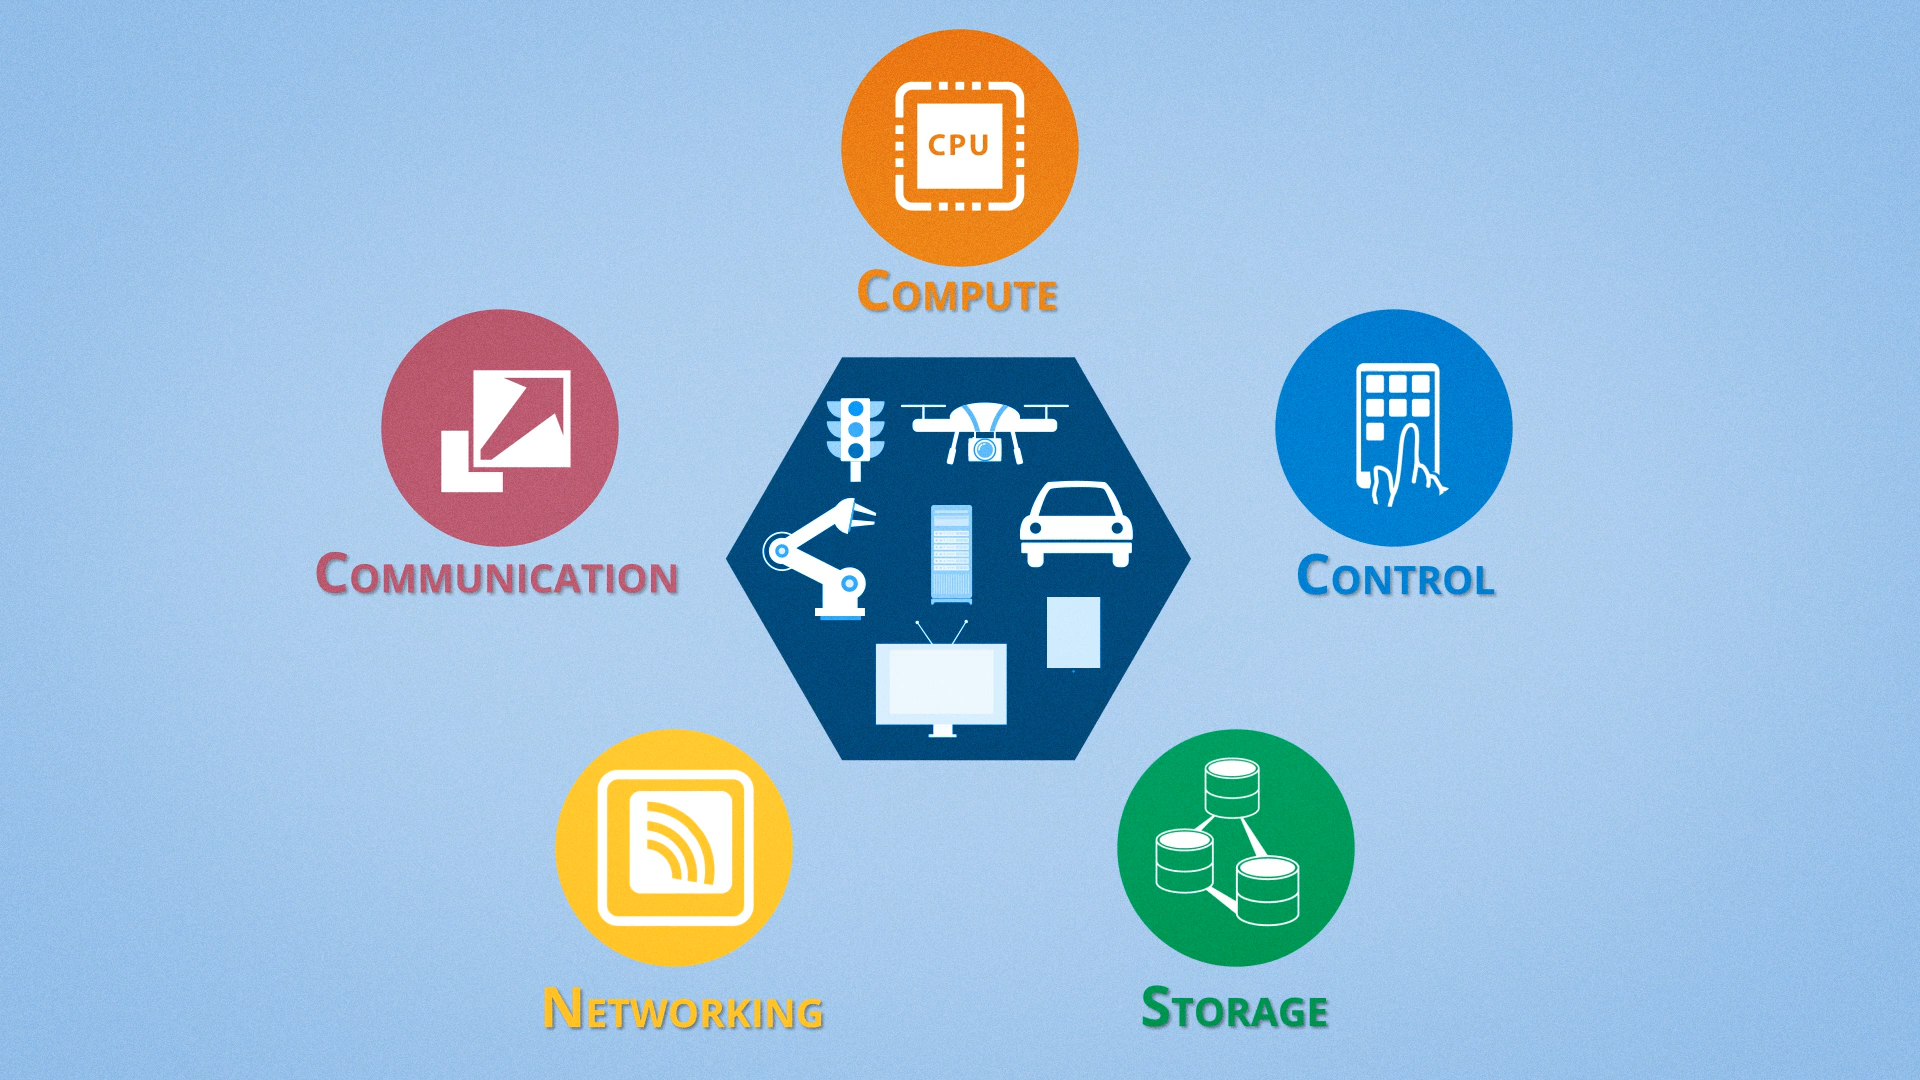 CPU
Compute
Communication
Control
Networking
Storage